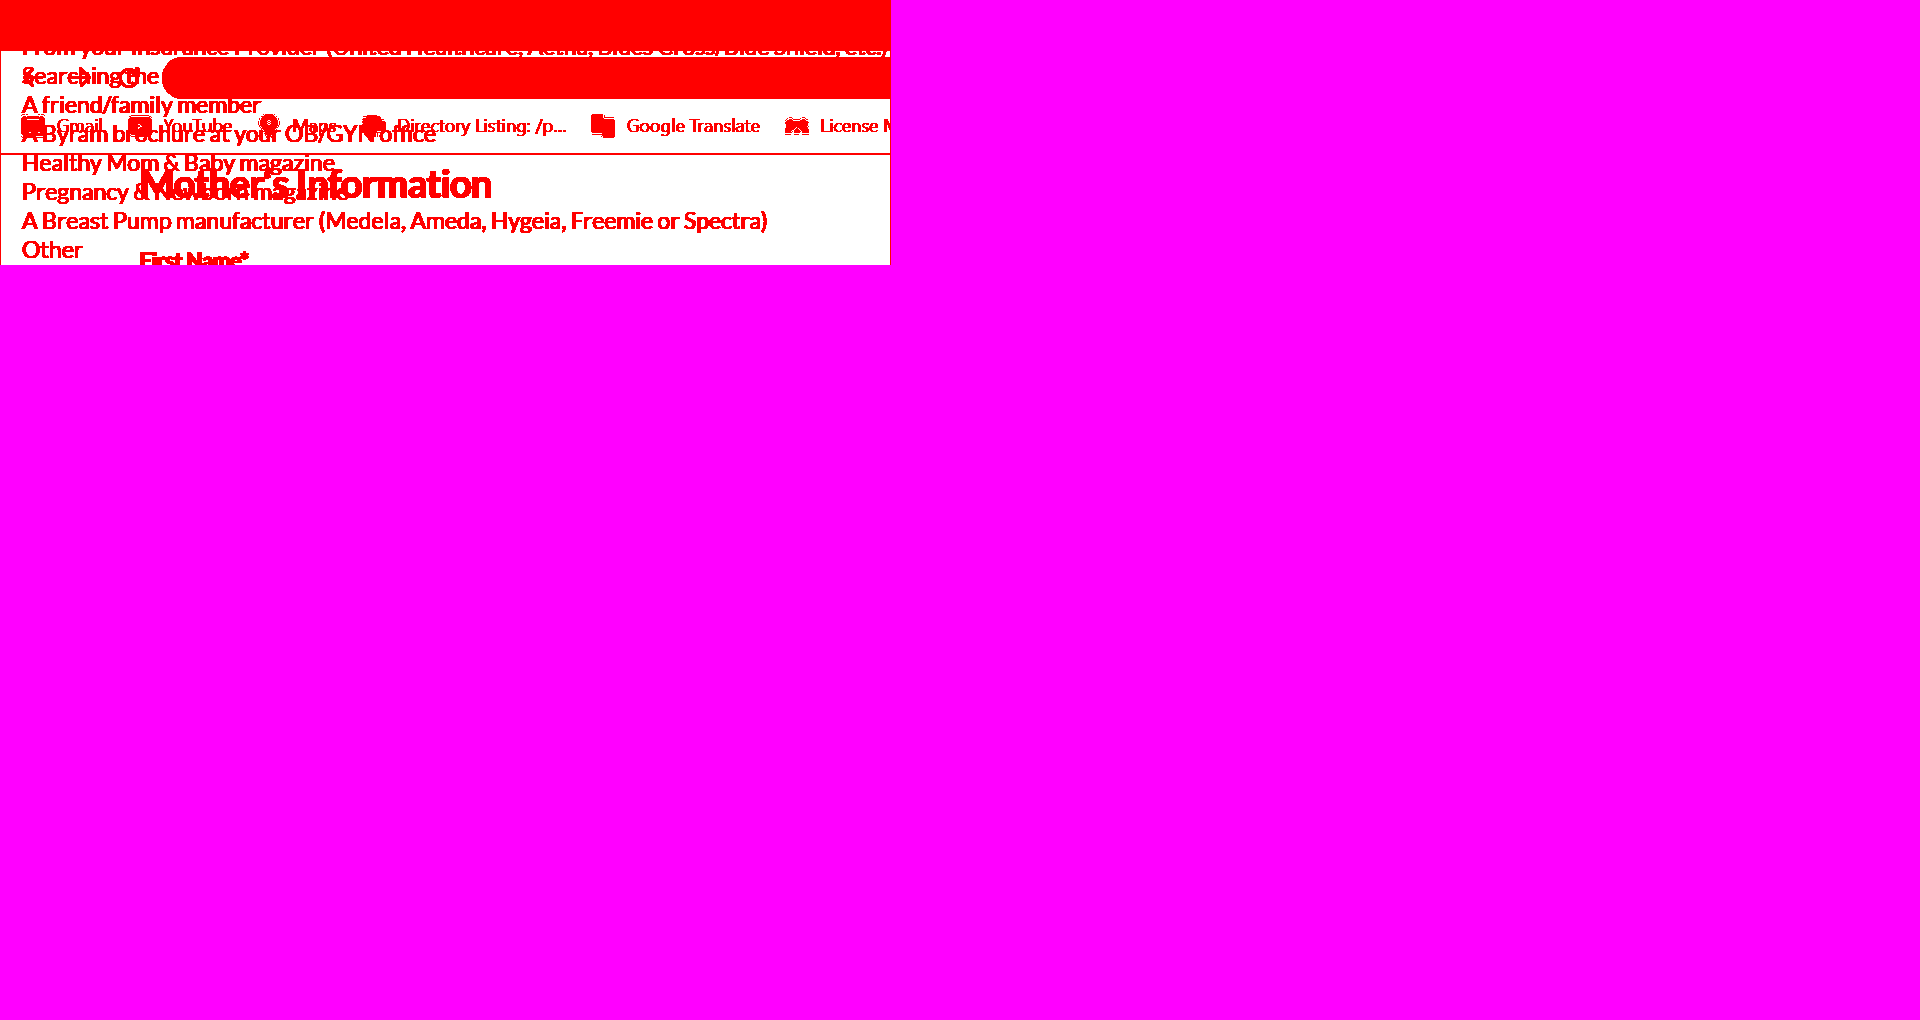 From your Insurance Provider (United Healthcare, Aetna, Blues Cross/Blue Shield, etc.)
Searching the
A friend/family member
Gmail YouTube Maps Directory Listing: /p... Google Translate License
A Byram brochure at your OB/GYN office
Healthy Mom & Baby magazine
Mother's Information
Pregnancy & Newborn magazine
A Breast Pump manufacturer (Medela, Ameda, Hygeia, Freemie or Spectra)
Other
First Name*